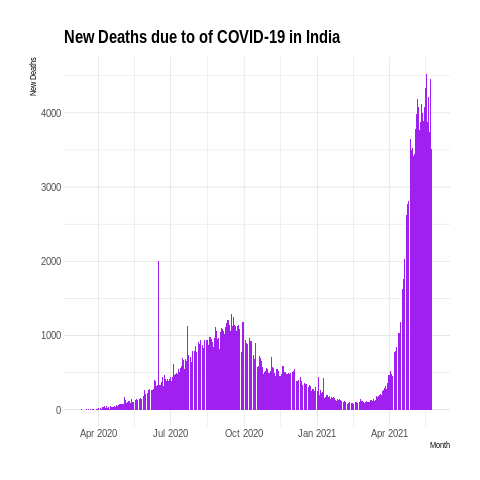 New Deaths due to of COVID-19 in India
New Deaths
4000
3000
2000
1000
0
Apr 2020 Jul 2020 Oct 2020 Jan 2021 Apr 2021
Month